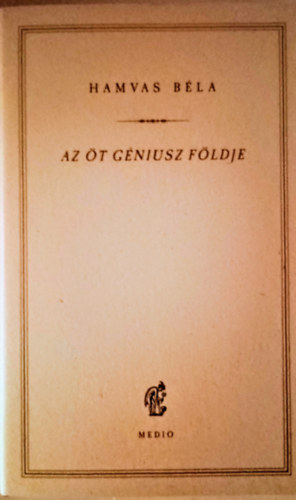 HAMVAS BÉLA
AZ ÖT GÉNIUSZ FÖLDJE
MEDIO